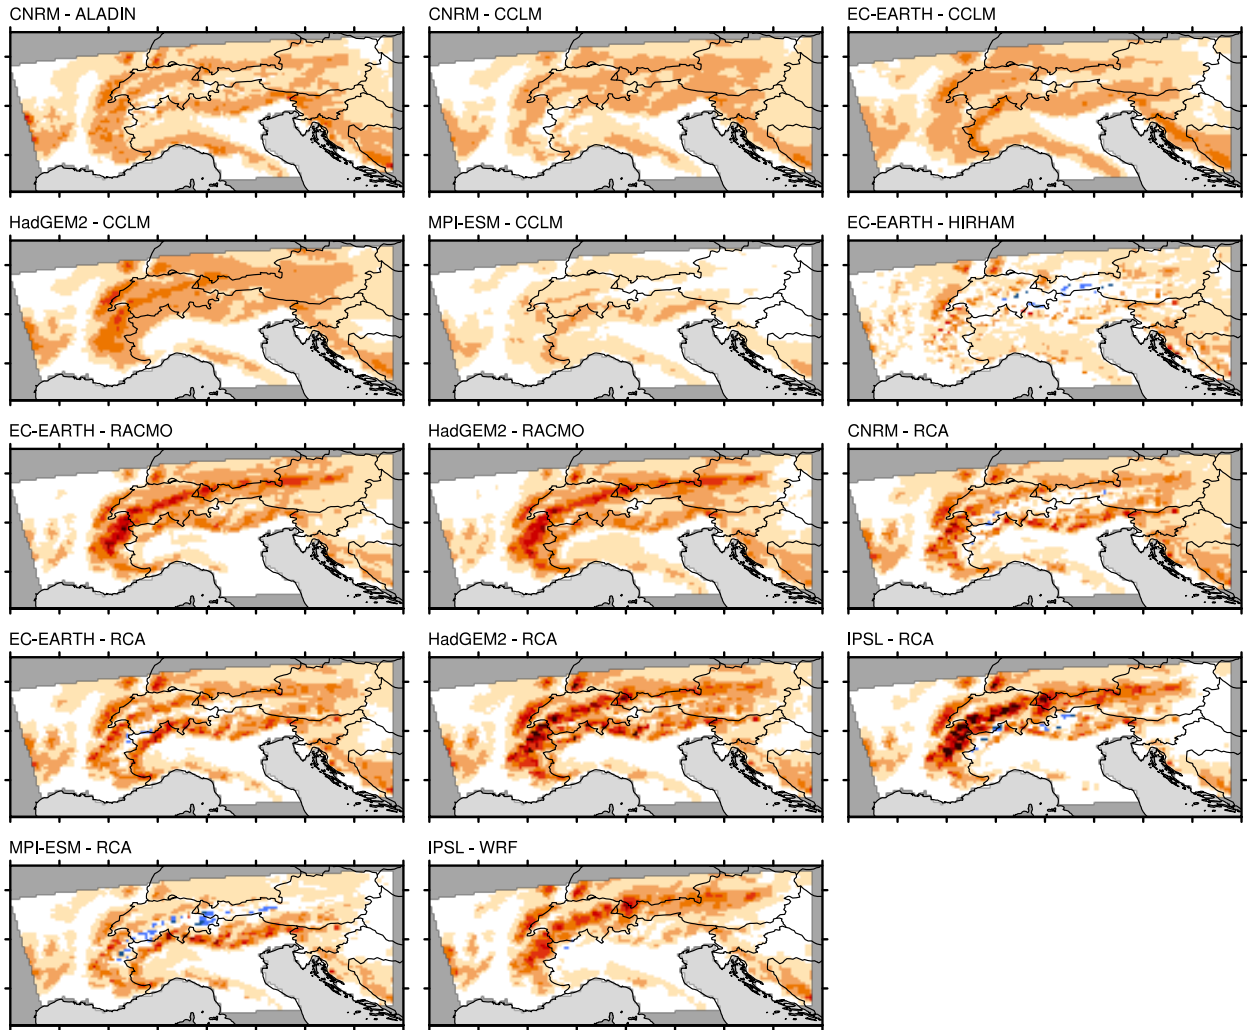 CNRM - ALADIN
CNRM - CCLM
EC-EARTH - CCLM
HadGEM2 - CCLM
MPI-ESM - CCLM
EC-EARTH - HIRHAM
EC-EARTH - RACMO
HadGEM2 - RACMO
CNRM - RCA
EC-EARTH - RCA
HadGEM2 - RCA
IPSL - RCA
MPI-ESM - RCA
IPSL - WRF